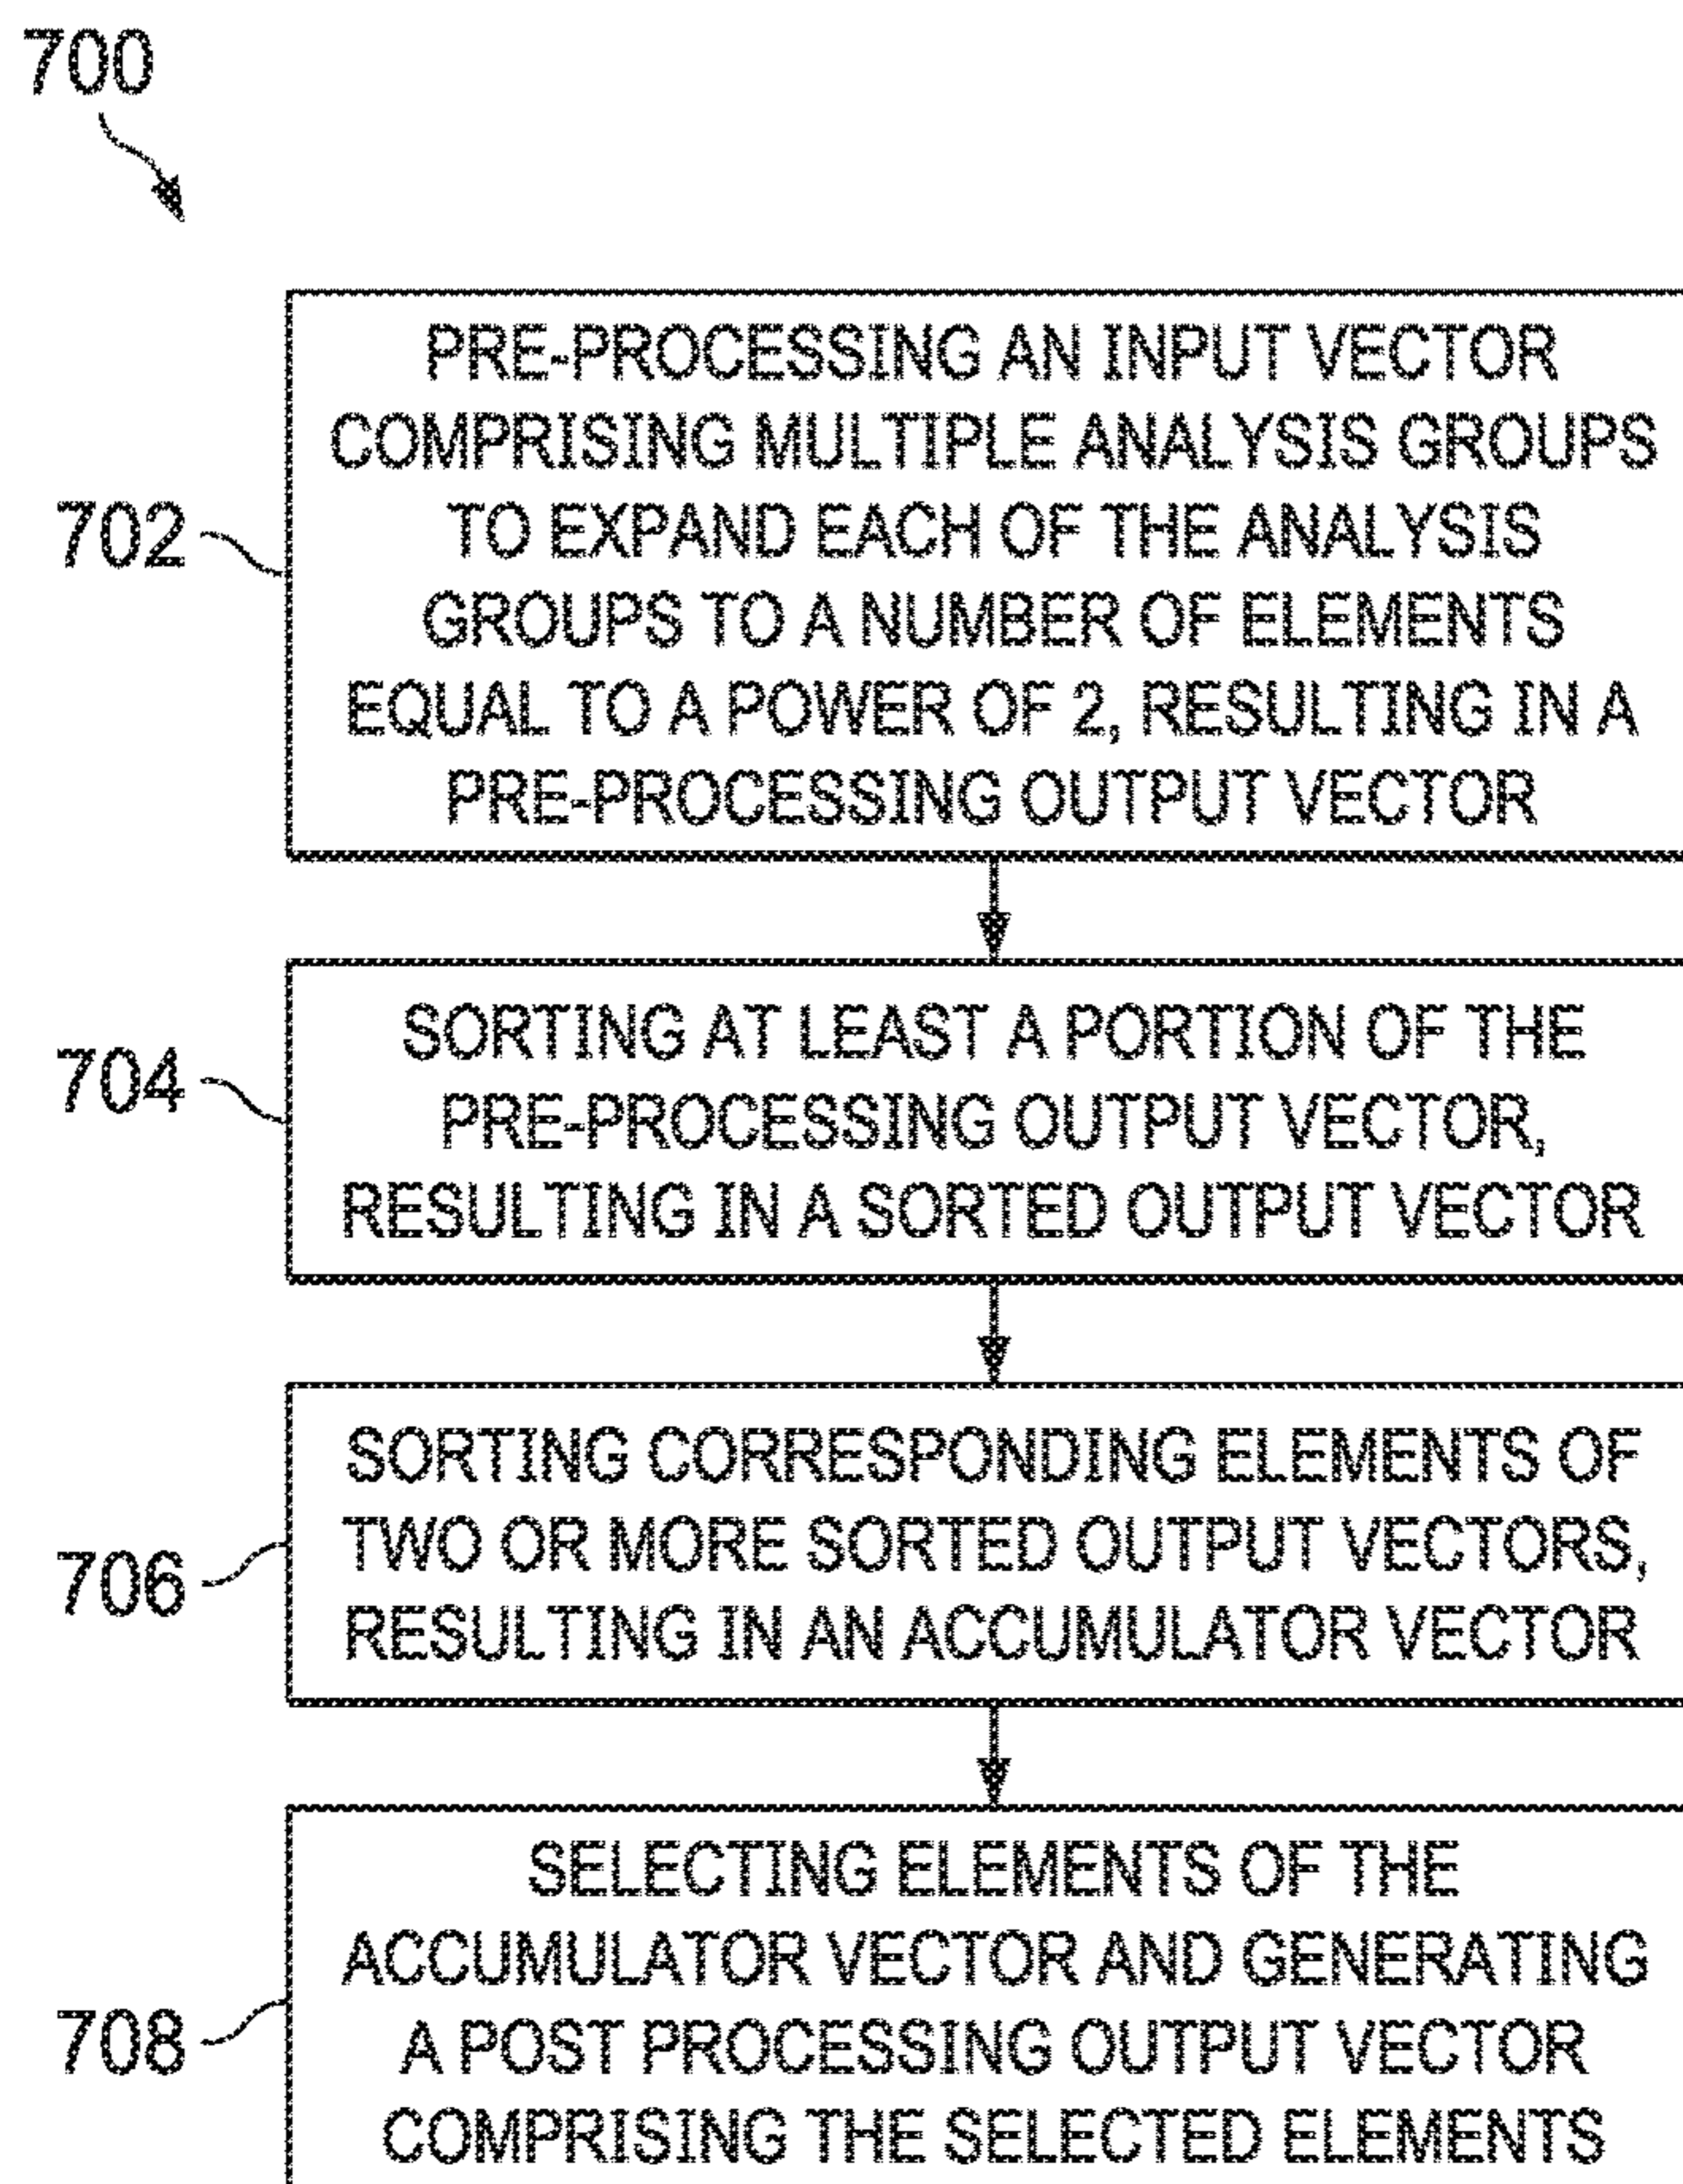 700
702
PRE-PROCESSING AN INPUT VECTOR
COMPRISING MULTIPLE ANALYSIS GROUPS
TO EXPAND EACH OF THE ANALYSIS
GROUPS TO A NUMBER OF ELEMENTS
EQUAL TO A POWER OF 2, RESULTING IN A
PRE-PROCESSING OUTPUT VECTOR
704
SORTING AT LEAST A PORTION OF THE
PRE-PROCESSING OUTPUT VECTOR,
RESULTING IN A SORTED OUTPUT VECTOR
706
SORTING CORRESPONDING ELEMENTS OF
TWO OR MORE SORTED OUTPUT VECTORS,
RESULTING IN AN ACCUMULATOR VECTOR
708
SELECTING ELEMENTS OF THE
ACCUMULATOR VECTOR AND GENERATING
A POST PROCESSING OUTPUT VECTOR
COMPRISING THE SELECTED ELEMENTS